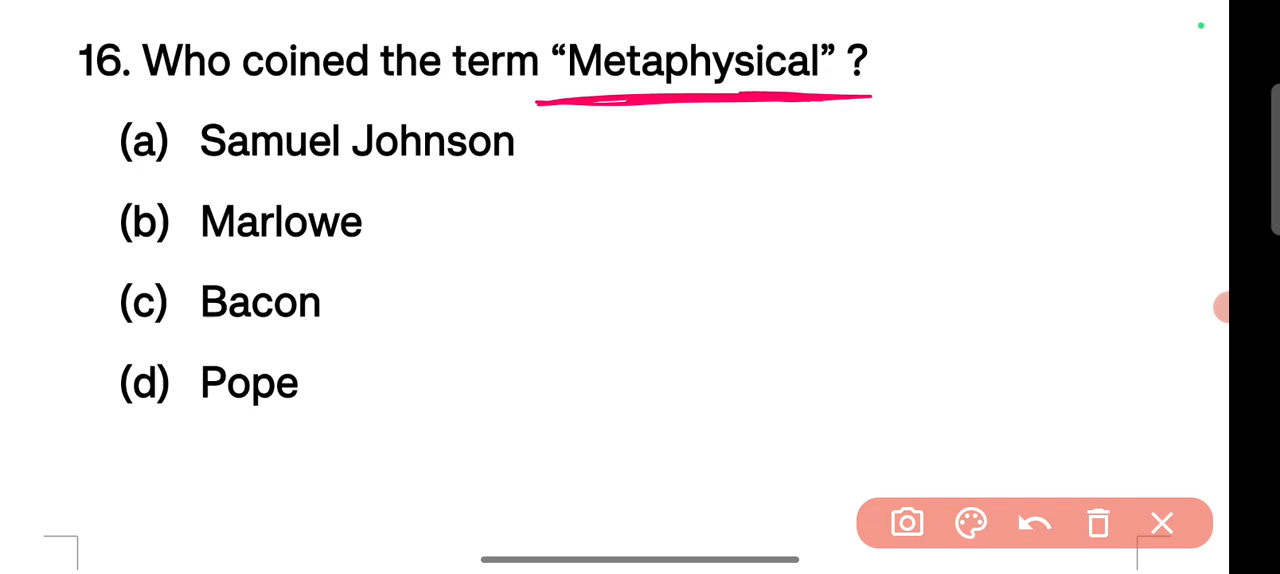 16. Who coined the term “Metaphysical” ?
(a) Samuel Johnson
(b) Marlowe
(c) Bacon
(d) Pope